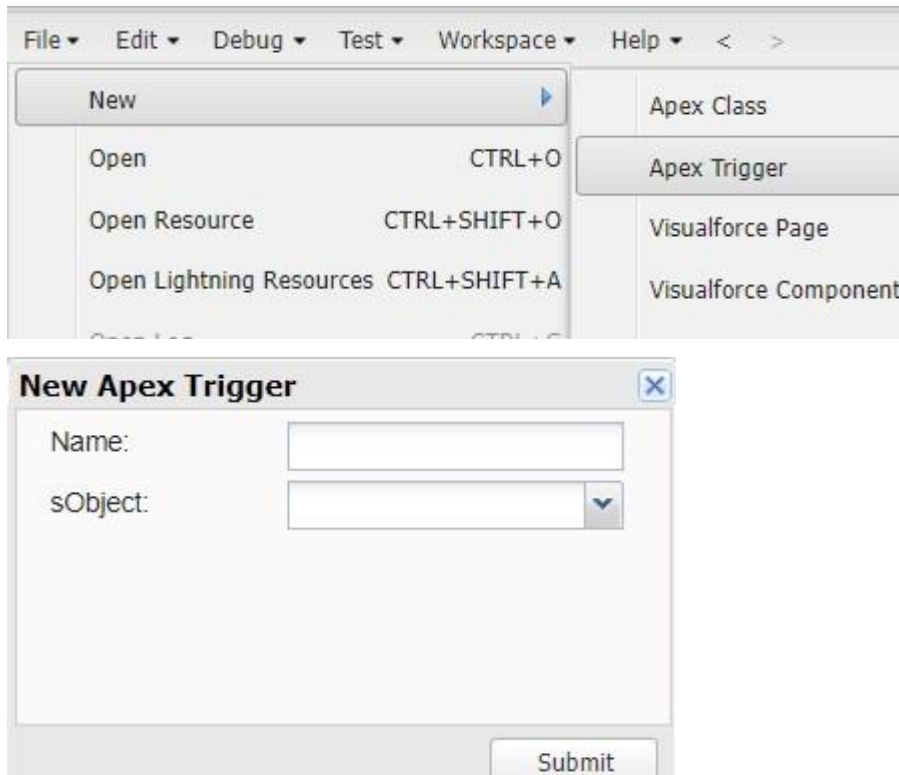 File Edit Debug Test Workspace Help < >
New Apex Class
Open CTRL+O Apex Trigger
Open Resource CTRL+SHIFT+O Visualforce Page
Open Lightning Resources CTRL+SHIFT+A Visualforce Component
New Apex Trigger
Name:
sObject:
Submit